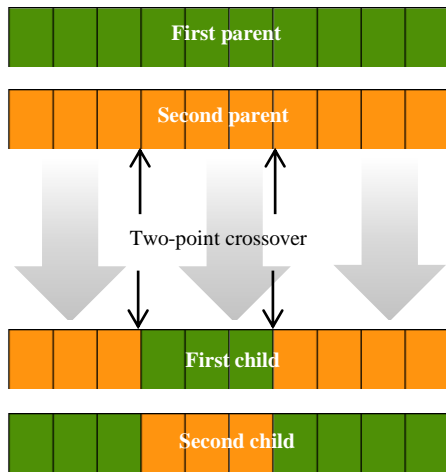 First parent
Second parent
Two-point crossover
First child
Second child